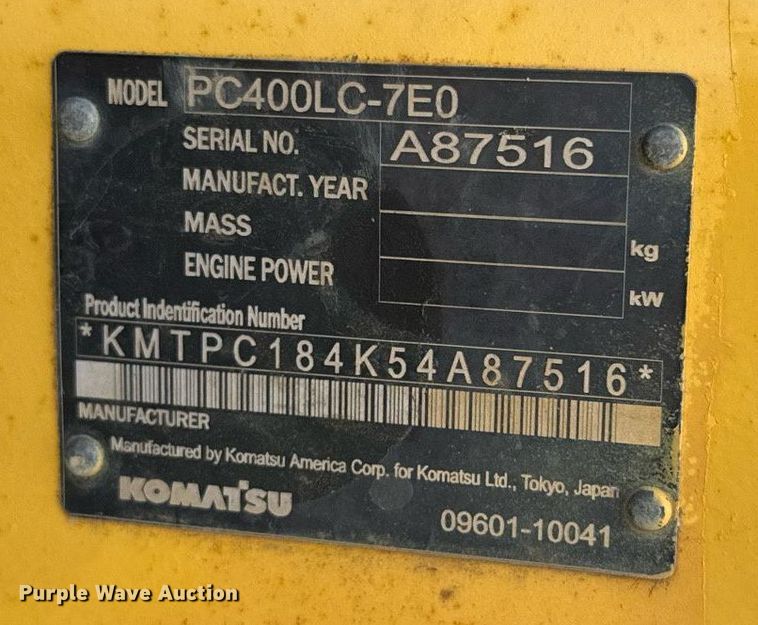 MODEL PC400LC-7E0
SERIAL NO. A87516
MANUFACT. YEAR
MASS kg
ENGINE POWER kW
Product Indentification Number
*KMTPC184K54A87516*
MANUFACTURER
Manufactured by Komatsu America Corp. for Komatsu Ltd., Tokyo, Japan
KOMATSU 09601-10041
Purple Wave Auction